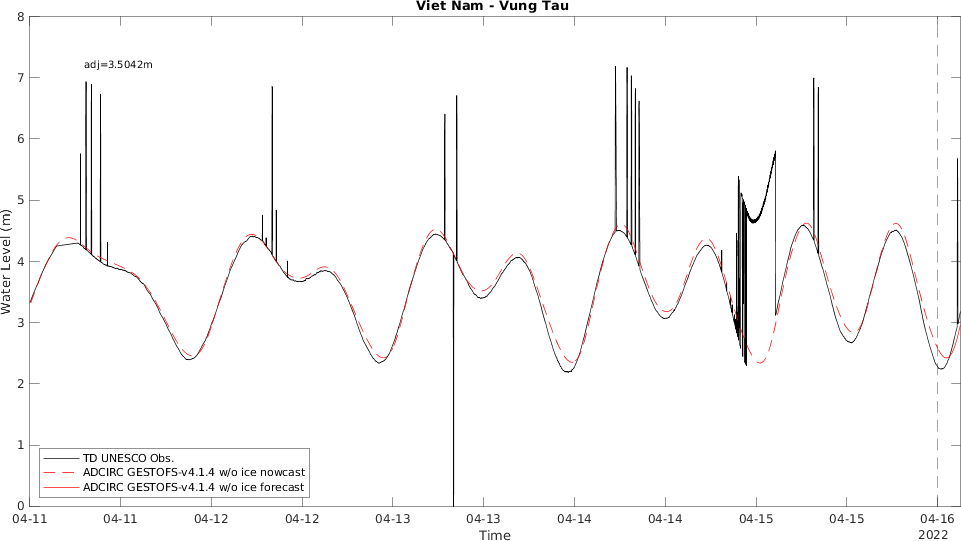 Viet Nam - Vung Tau
adj=3.5042m
Water Level (m)
8
7
6
5
4
3
2
1
0
TD UNESCO Obs.
ADCIRC GESTOFS-v4.1.4 w/o ice nowcast
ADCIRC GESTOFS-v4.1.4 w/o ice forecast
04-11 04-11 04-12 04-12 04-13 04-13 04-14 04-14 04-15 04-15 04-16
Time
2022